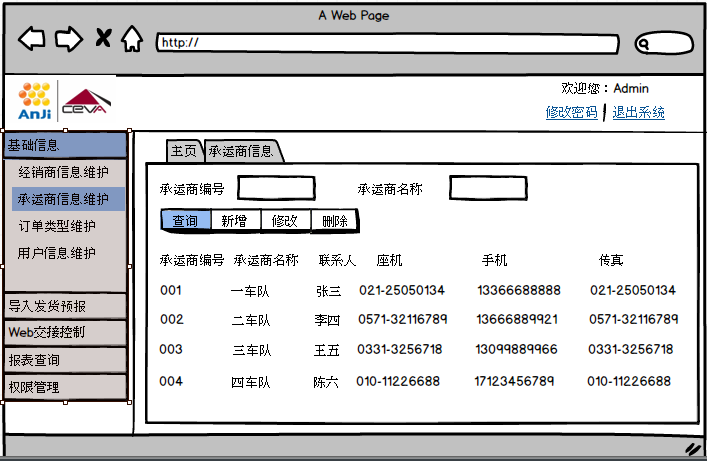 A Web Page
http://
AnJi CEVA
欢迎您：Admin
修改密码 退出系统
基础信息
经销商信息维护
承运商信息维护
订单类型维护
用户信息维护
导入发货预报
Web交接控制
报表查询
权限管理
主页 承运商信息
承运商编号 承运商名称
查询 新增 修改 删除
承运商编号 承运商名称 联系人 座机 手机 传真
001 一车队 张三 021-25050134 13366688888 021-25050134
002 二车队 李四 0571-32116789 13666889921 0571-32116789
003 三车队 王五 0331-3256718 13099889966 0331-3256718
004 四车队 陈六 010-11226688 17123456789 010-11226688